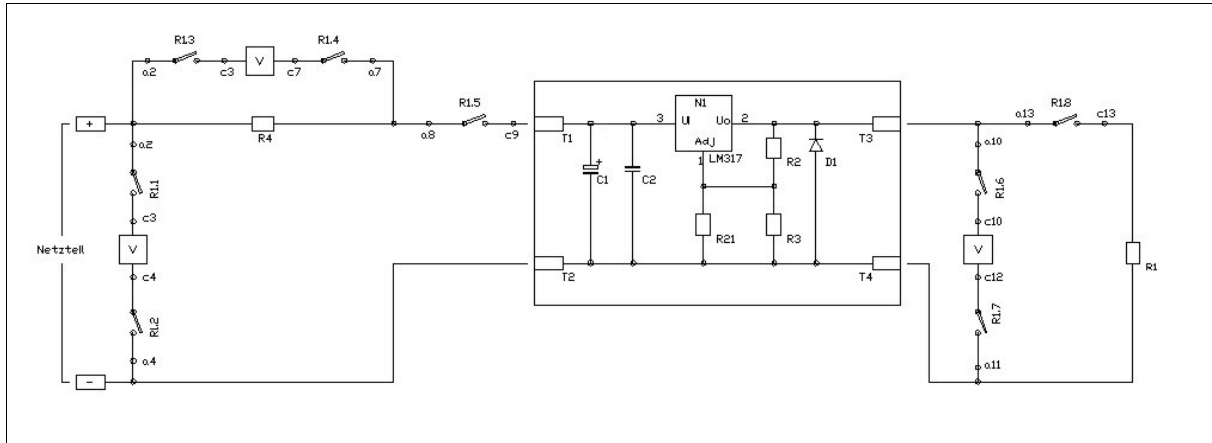 R1.3
R1.4
a2
c3
V
c7
a7
+
R4
R1.5
a8
c9
a2
R1.1
c3
V
c4
R1.2
a4
-
Netzteil
T1
T2
+
C1
C2
3
N1
UI
Uo
Adj
1
LM317
2
R2
D1
R21
R3
T3
T4
a13
R1.8
c13
a10
R1.6
c10
V
c12
R1.7
a11
R1